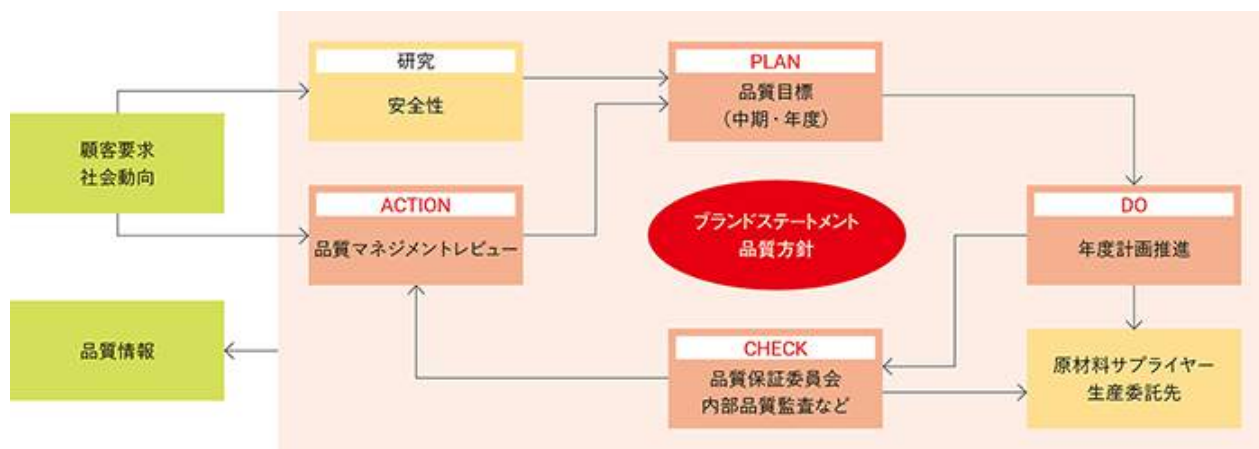 顧客要求
社会動向
品質情報
研究
安全性
ACTION
品質マネジメントレビュー
PLAN
品質目標
（中期・年度）
ブランドステートメント
品質方針
CHECK
品質保証委員会
内部品質監査など
DO
年度計画推進
原材料サプライヤー
生産委託先